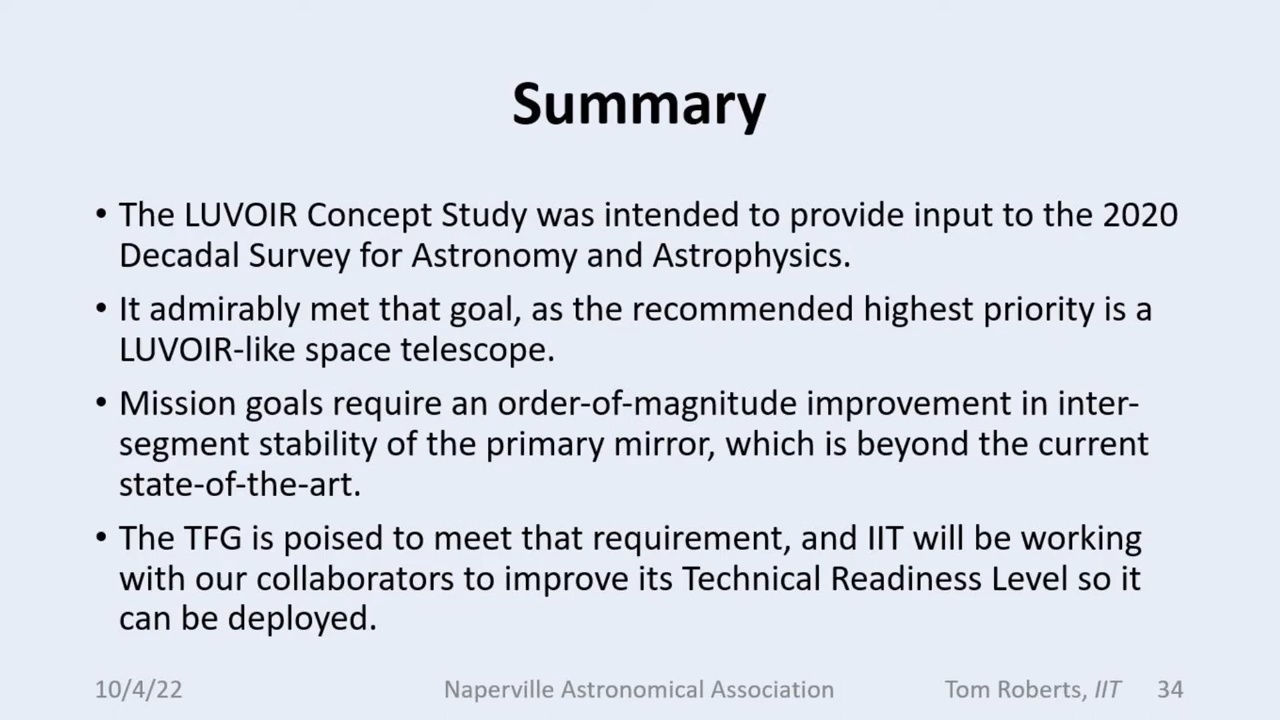 Summary
• The LUVOIR Concept Study was intended to provide input to the 2020
Decadal Survey for Astronomy and Astrophysics.
• It admirably met that goal, as the recommended highest priority is a
LUVOIR-like space telescope.
• Mission goals require an order-of-magnitude improvement in inter-
segment stability of the primary mirror, which is beyond the current
state-of-the-art.
• The TFG is poised to meet that requirement, and IIT will be working
with our collaborators to improve its Technical Readiness Level so it
can be deployed.
10/4/22 Naperville Astronomical Association Tom Roberts, IIT 34